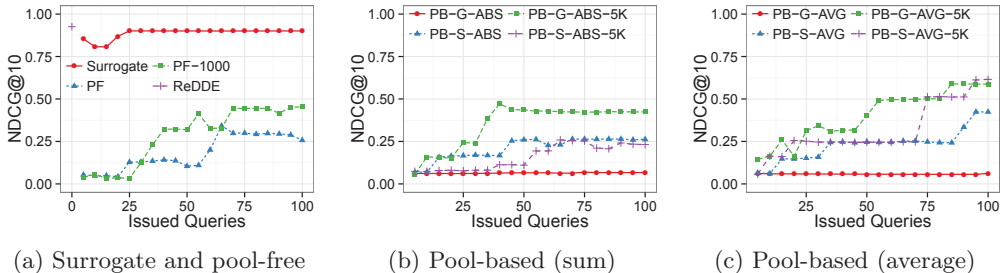 NDCG@10
1.00
0.75
0.50
0.25
0.00
Surrogate
PF-1000
PF
ReDDE
0
25
50
75
100
Issued Queries
(a) Surrogate and pool-free
NDCG@10
PB-G-ABS
PB-G-ABS-5K
PB-S-ABS
PB-S-ABS-5K
1.00
0.75
0.50
0.25
0.00
25
50
75
100
Issued Queries
(b) Pool-based (sum)
NDCG@10
PB-G-AVG
PB-G-AVG-5K
PB-S-AVG
PB-S-AVG-5K
1.00
0.75
0.50
0.25
0.00
25
50
75
100
Issued Queries
(c) Pool-based (average)